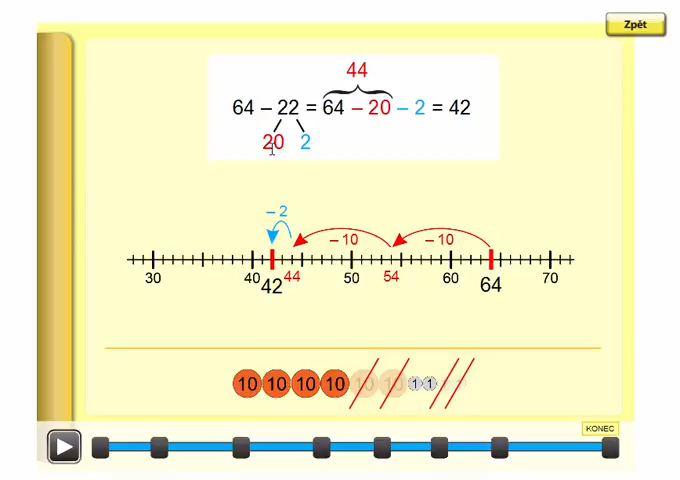 Zpět
44
64 – 22 = 64 – 20 – 2 = 42
20 2
– 2
– 10 – 10
30 40 42 44 50 54 60 64 70
10 10 10 10 10 10 1 1
KONEC